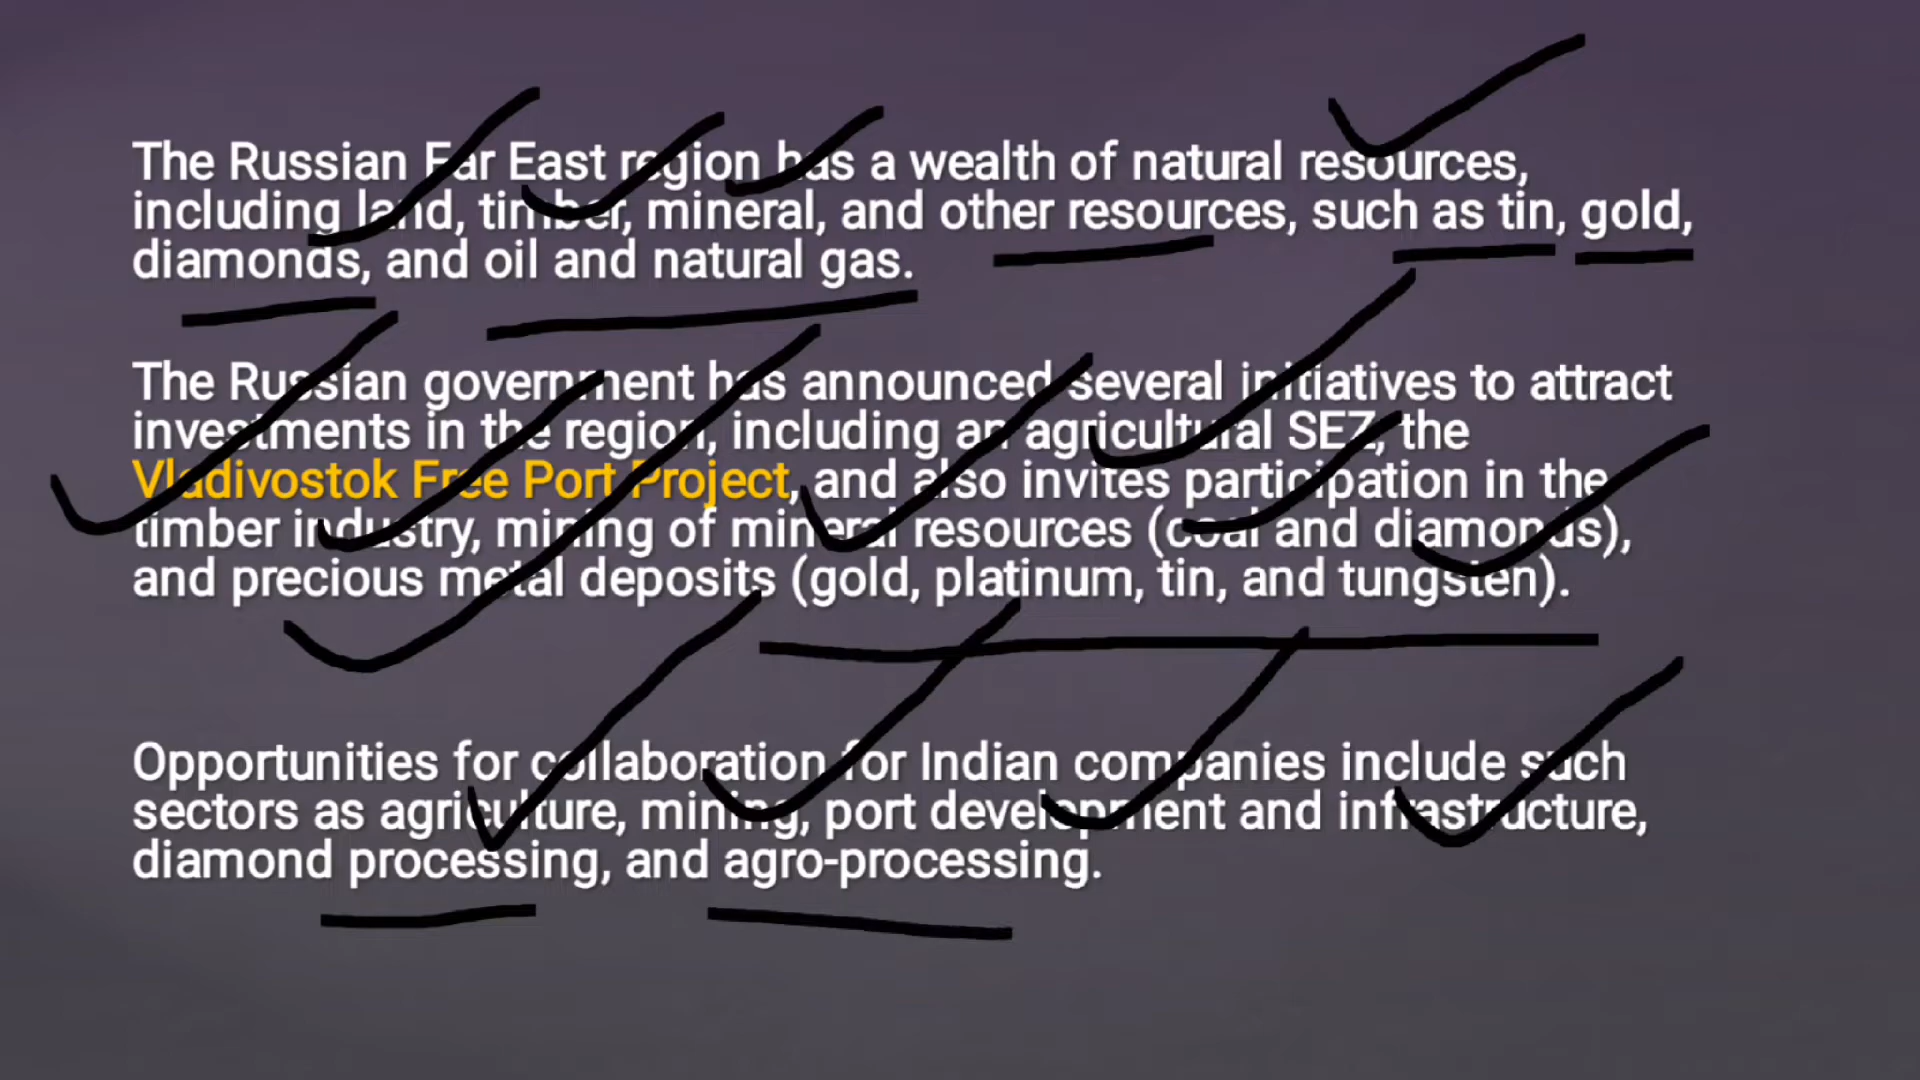 The Russian Far East region has a wealth of natural resources,
including land, timber, mineral, and other resources, such as tin, gold,
diamonds, and oil and natural gas.
The Russian government has announced several initiatives to attract
investments in the region, including an agricultural SEZ, the
Vladivostok Free Port Project, and also invites participation in the
timber industry, mining of mineral resources (coal and diamonds),
and precious metal deposits (gold, platinum, tin, and tungsten).
Opportunities for collaboration for Indian companies include such
sectors as agriculture, mining, port development and infrastructure,
diamond processing, and agro-processing.